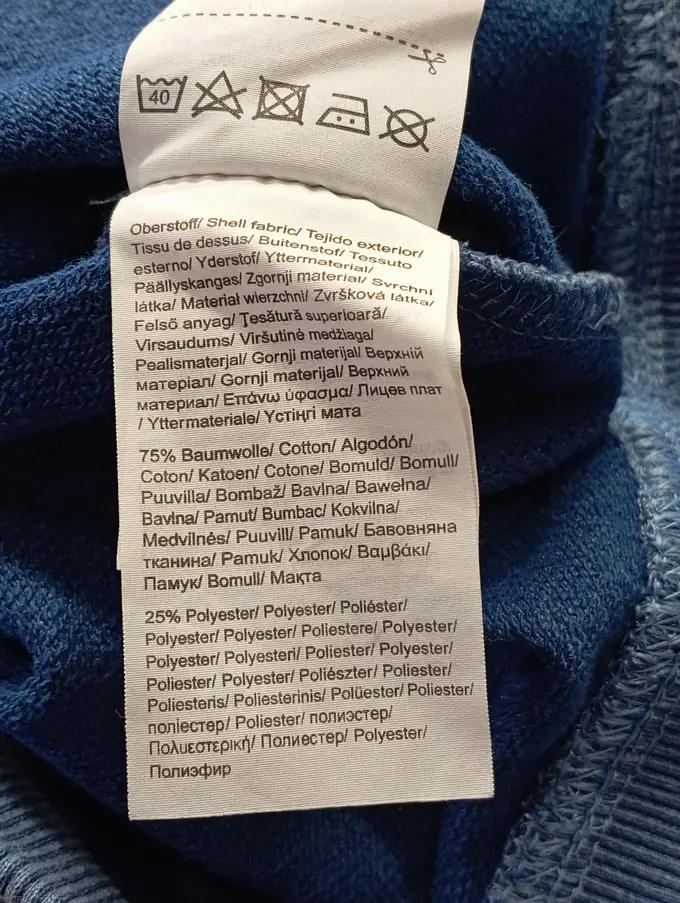 40
Oberstoff/ Shell fabric/ Tejido exterior/
Tissu de dessus/ Buitenstof/ Tessuto
esterno/ Yderstof/ Yttermaterial/
Päällyskangas/ Zgornji material/ Svrchní
látka/ Materiał wierzchni/ Zvršková látka/
Felső anyag/ Țesătură superioară/
Virsaudums/ Viršutinė medžiaga/
Pealismaterjal/ Gornji materijal/ Верхній
матеріал/ Gornji materijal/ Верхний
материал/ Επάνω ύφασμα/ Лицев плат
/ Yttermateriale/ Үстіңгі мата
75% Baumwolle/ Cotton/ Algodón/
Coton/ Katoen/ Cotone/ Bomuld/ Bomull/
Puuvilla/ Bombaž/ Bavlna/ Bawełna/
Bavlna/ Pamut/ Bumbac/ Kokvilna/
Medvilnės/ Puuvill/ Pamuk/ Бавовняна
тканина/ Pamuk/ Хлопок/ Βαμβάκι/
Памук/ Bomull/ Мақта
25% Polyester/ Polyester/ Poliéster/
Polyester/ Polyester/ Poliestere/ Polyester/
Polyester/ Polyesteri/ Poliester/ Polyester/
Poliester/ Polyester/ Poliészter/ Poliester/
Poliesteris/ Poliesterinis/ Polüester/ Poliester/
поліестер/ Poliester/ полиэстер/
Πολυεστερική/ Полиестер/ Polyester/
Полиэфир